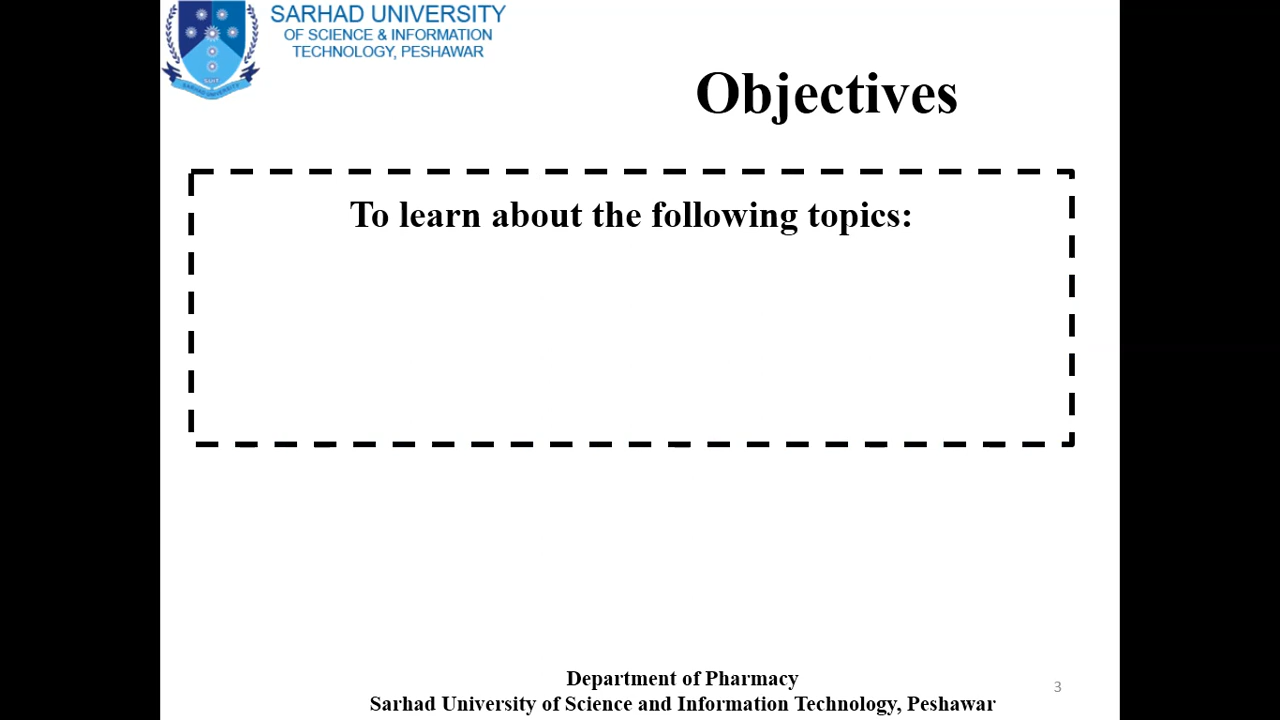 SARHAD UNIVERSITY
OF SCIENCE & INFORMATION
TECHNOLOGY, PESHAWAR
Objectives
To learn about the following topics:
Department of Pharmacy
Sarhad University of Science and Information Technology, Peshawar
3